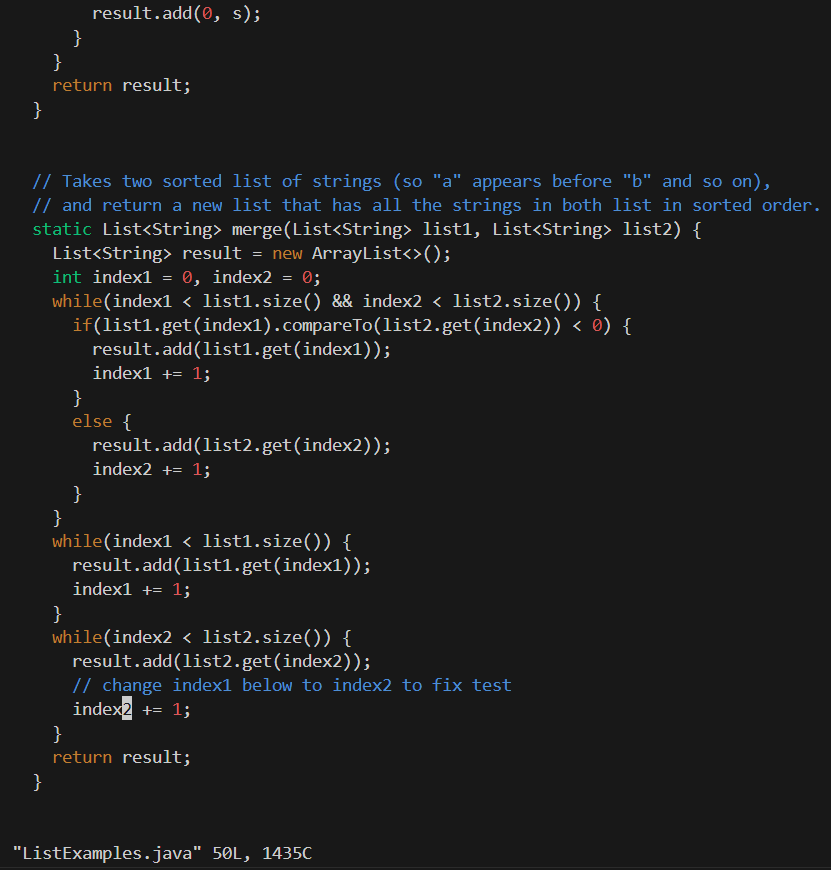 result.add(0, s);
    }
  }
  return result;
}
// Takes two sorted list of strings (so "a" appears before "b" and so on),
// and return a new list that has all the strings in both list in sorted order.
static List<String> merge(List<String> list1, List<String> list2) {
  List<String> result = new ArrayList<>();
  int index1 = 0, index2 = 0;
  while(index1 < list1.size() && index2 < list2.size()) {
    if(list1.get(index1).compareTo(list2.get(index2)) < 0) {
      result.add(list1.get(index1));
      index1 += 1;
    }
    else {
      result.add(list2.get(index2));
      index2 += 1;
    }
  }
  while(index1 < list1.size()) {
    result.add(list1.get(index1));
    index1 += 1;
  }
  while(index2 < list2.size()) {
    result.add(list2.get(index2));
    // change index1 below to index2 to fix test
    index2 += 1;
  }
  return result;
}
"ListExamples.java" 50L, 1435C